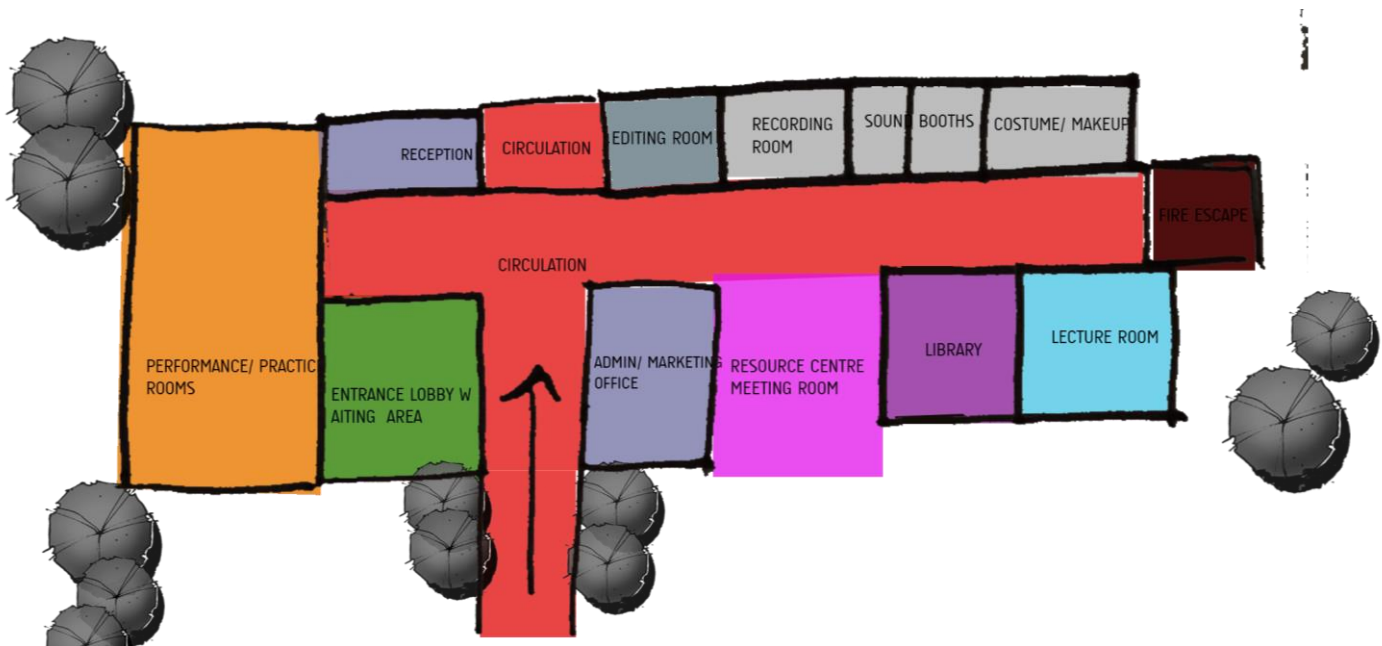 RECEPTION
CIRCULATION
EDITING ROOM
RECORDING
ROOM
SOUN BOOTHS
COSTUME/ MAKEUP
FIRE ESCAPE
CIRCULATION
PERFORMANCE/ PRACTIC
ROOMS
ENTRANCE LOBBY W
AITING AREA
ADMIN/ MARKETING
OFFICE
RESOURCE CENTRE
MEETING ROOM
LIBRARY
LECTURE ROOM